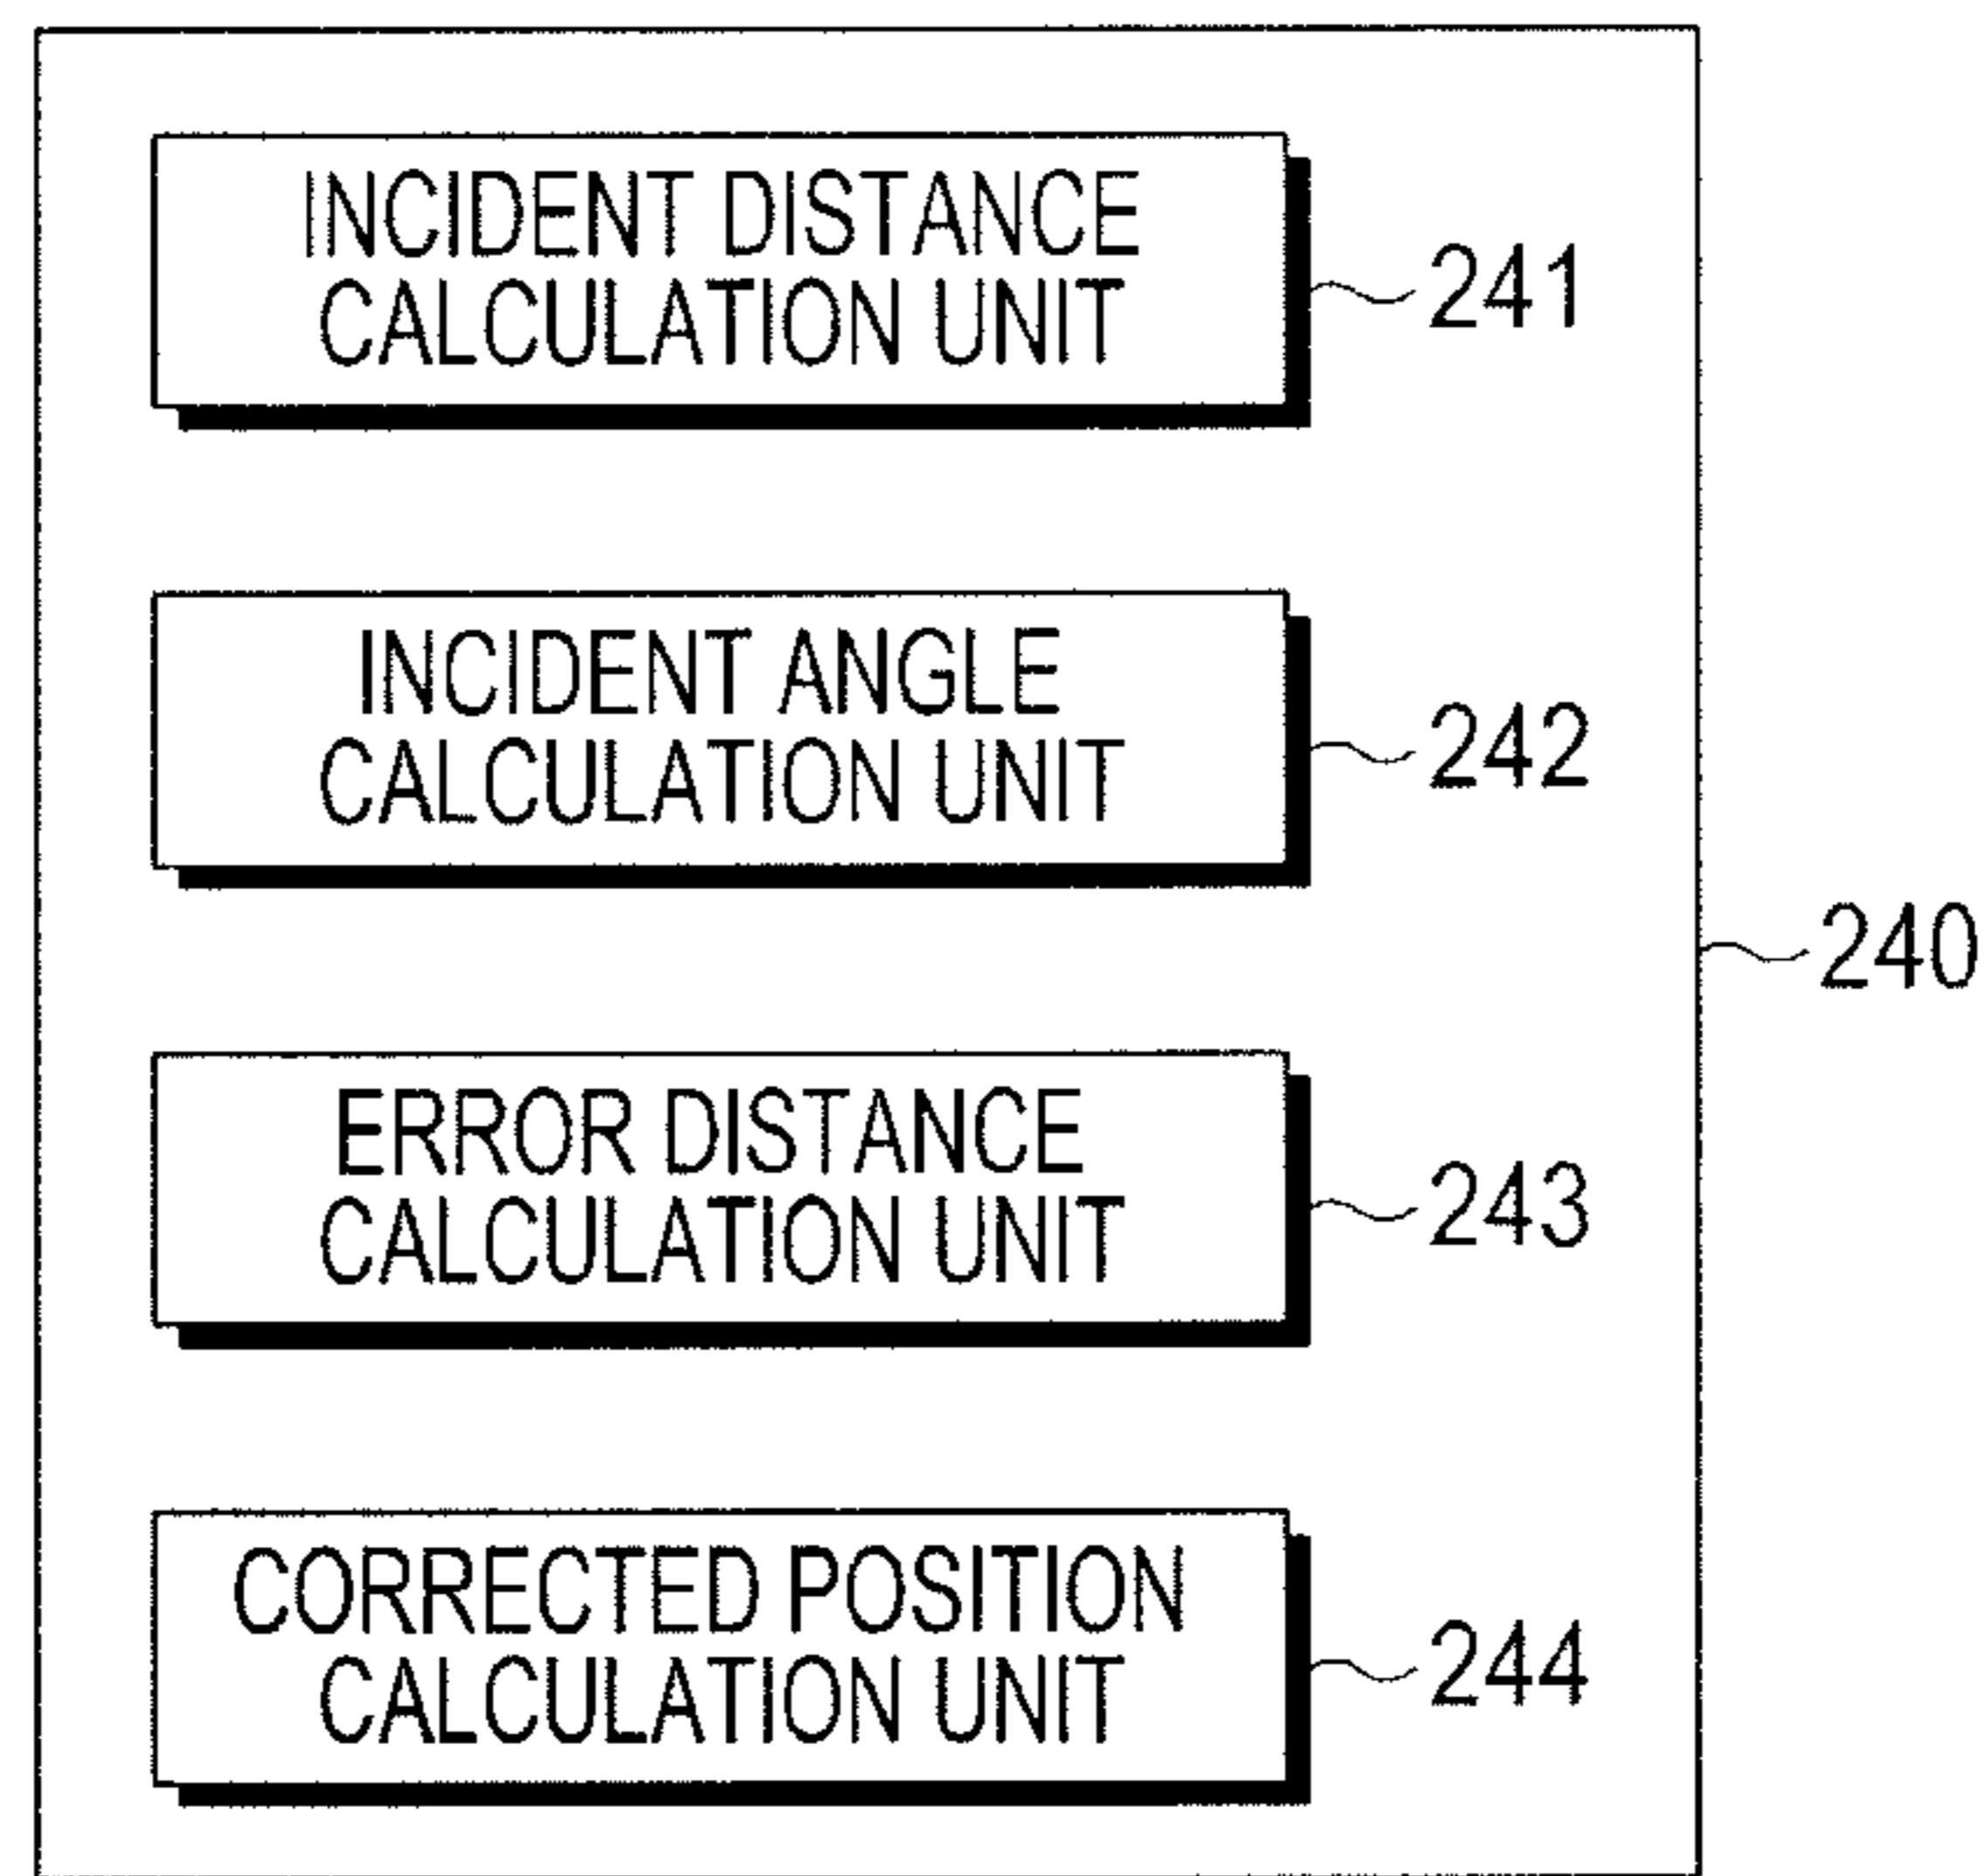 INCIDENT DISTANCE
CALCULATION UNIT
241
INCIDENT ANGLE
CALCULATION UNIT
242
240
ERROR DISTANCE
CALCULATION UNIT
243
CORRECTED POSITION
CALCULATION UNIT
244